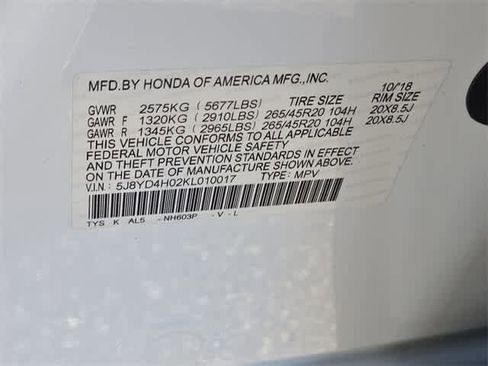 MFD.BY HONDA OF AMERICA MFG.,INC. 10/'18
GVWR 2575KG ( 5677LBS) TIRE SIZE RIM SIZE
GAWR F 1320KG ( 2910LBS) 265/45R20 104H 20X8.5J
GAWR R 1345KG ( 2965LBS) 265/45R20 104H 20X8.5J
THIS VEHICLE CONFORMS TO ALL APPLICABLE
FEDERAL MOTOR VEHICLE SAFETY
STANDARDS IN EFFECT ON
THE DATE OF MANUFACTURE SHOWN ABOVE.
V.I.N.: 5J8YD4H02KL010017 TYPE: MPV
TYS K AL5 -NH603P -V-L